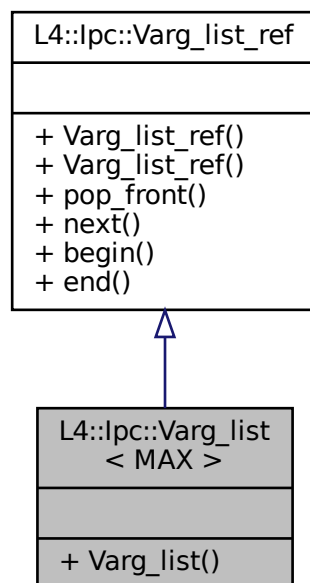 L4::Ipc::Varg_list_ref
+ Varg_list_ref()
+ Varg_list_ref()
+ pop_front()
+ next()
+ begin()
+ end()
L4::Ipc::Varg_list
< MAX >
+ Varg_list()